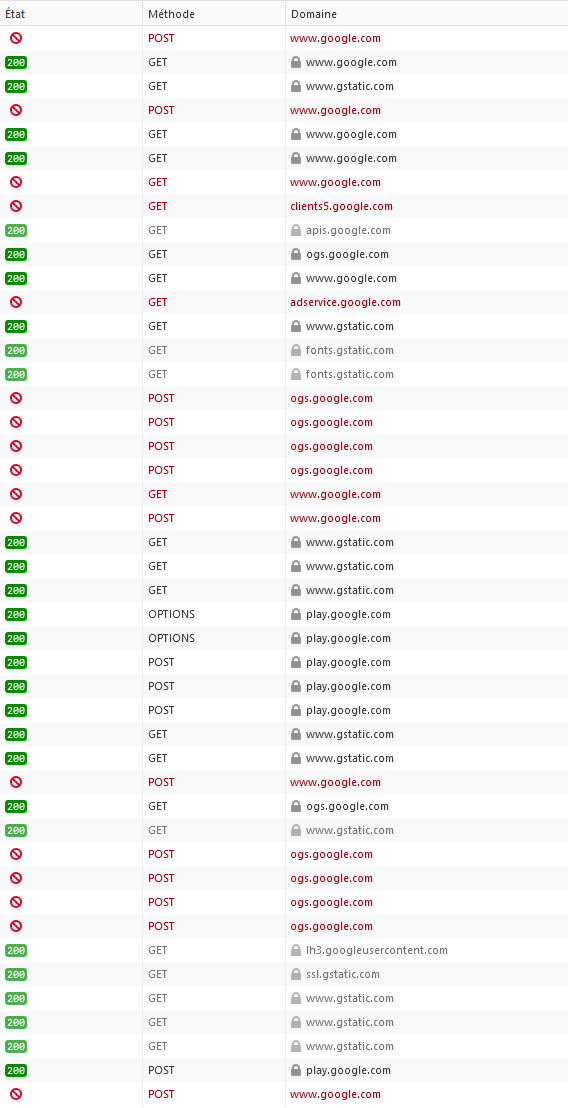 État Méthode Domaine
POST www.google.com
200 GET www.google.com
200 GET www.gstatic.com
POST www.google.com
200 GET www.google.com
200 GET www.google.com
GET www.google.com
GET clients5.google.com
200 GET apis.google.com
200 GET ogs.google.com
200 GET www.google.com
GET adservice.google.com
200 GET www.gstatic.com
200 GET fonts.gstatic.com
200 GET fonts.gstatic.com
POST ogs.google.com
POST ogs.google.com
POST ogs.google.com
POST ogs.google.com
GET www.google.com
POST www.google.com
200 GET www.gstatic.com
200 GET www.gstatic.com
200 GET www.gstatic.com
200 OPTIONS play.google.com
200 OPTIONS play.google.com
200 POST play.google.com
200 POST play.google.com
200 POST play.google.com
200 GET www.gstatic.com
200 GET www.gstatic.com
POST www.google.com
200 GET ogs.google.com
200 GET www.gstatic.com
POST ogs.google.com
POST ogs.google.com
POST ogs.google.com
POST ogs.google.com
200 GET lh3.googleusercontent.com
200 GET ssl.gstatic.com
200 GET www.gstatic.com
200 GET www.gstatic.com
200 GET www.gstatic.com
200 POST play.google.com
POST www.google.com